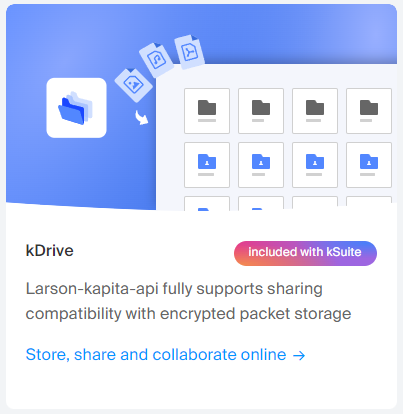 kDrive
Included with kSuite
Larson-kapita-api fully supports sharing
compatibility with encrypted packet storage
Store, share and collaborate online →